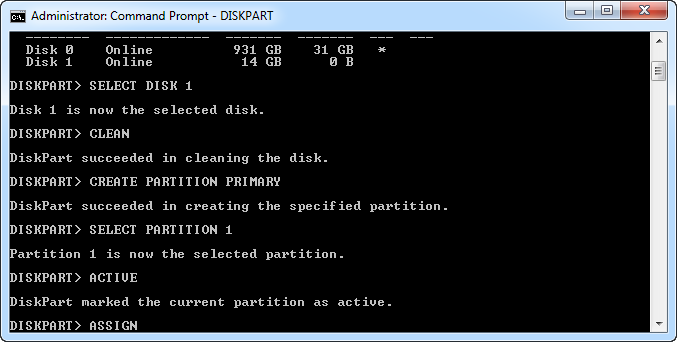 Administrator: Command Prompt - DISKPART
-------- ------------- ------- ------- --- ---
Disk 0 Online 931 GB 31 GB *
Disk 1 Online 14 GB 0 B
DISKPART> SELECT DISK 1
Disk 1 is now the selected disk.
DISKPART> CLEAN
DiskPart succeeded in cleaning the disk.
DISKPART> CREATE PARTITION PRIMARY
DiskPart succeeded in creating the specified partition.
DISKPART> SELECT PARTITION 1
Partition 1 is now the selected partition.
DISKPART> ACTIVE
DiskPart marked the current partition as active.
DISKPART> ASSIGN